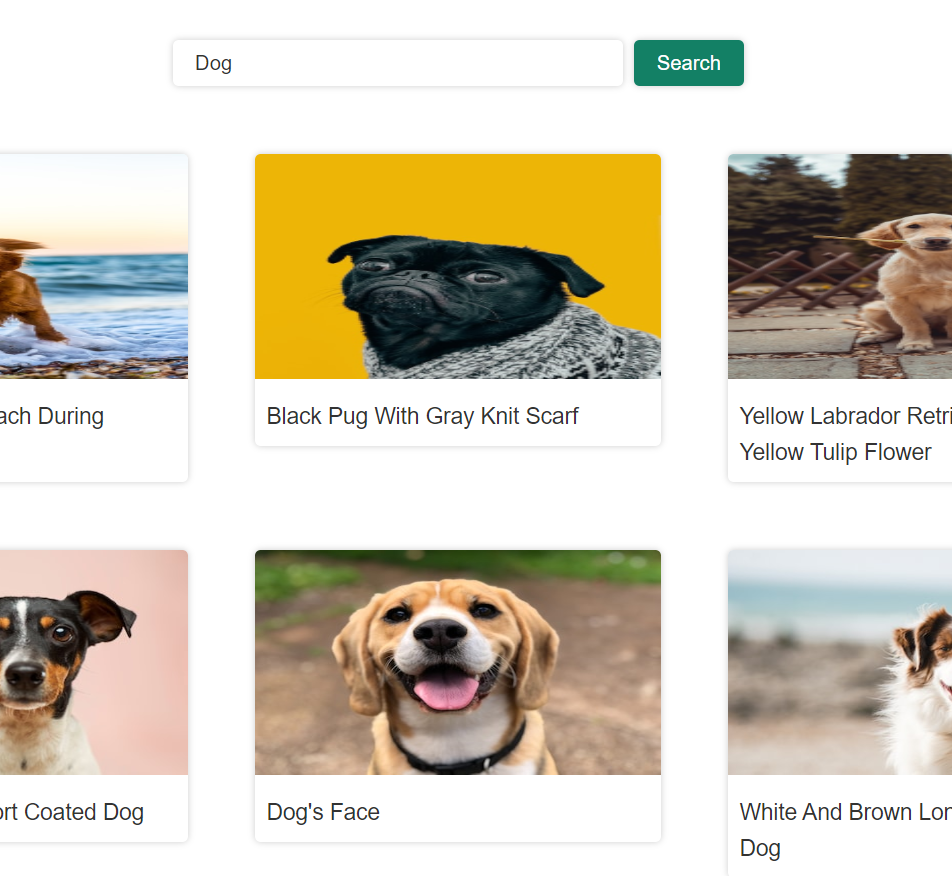 Dog
Search
ach During
Black Pug With Gray Knit Scarf
Yellow Labrador Retri
Yellow Tulip Flower
ort Coated Dog
Dog's Face
White And Brown Lon
Dog